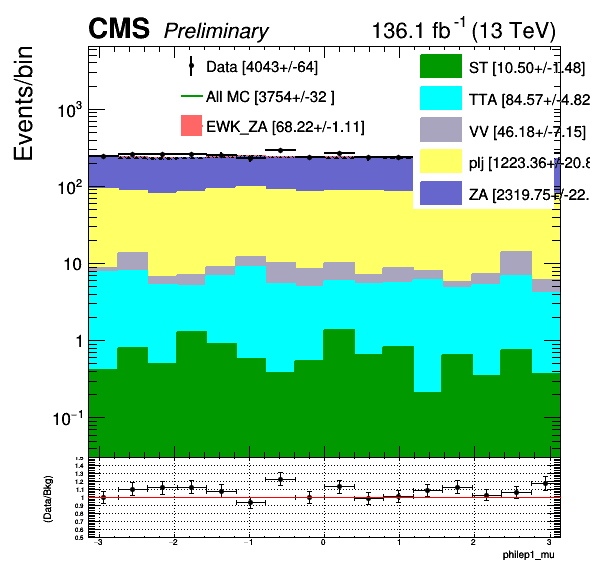 CMS Preliminary 136.1 fb⁻¹ (13 TeV)
Events/bin
Data [4043+/-64]
All MC [3754+/-32 ]
EWK_ZA [68.22+/-1.11]
ST [10.50+/-1.48]
TTA [84.57+/-4.82
VV [46.18+/-7.15]
plj [1223.36+/-20.8
ZA [2319.75+/-22.
10³
10²
10
1
10⁻¹
(Data/Bkg)
1.5
1.4
1.3
1.2
1.1
1
0.9
0.8
0.7
0.6
0.5
−3 −2 −1 0 1 2 3
philep1_mu